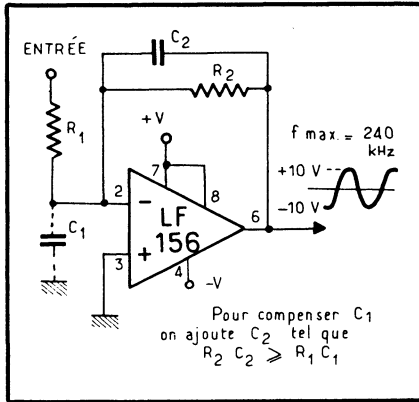 ENTRÉE
C2
R2
R1
+V
f max. = 240
kHz
+10 V
-10 V
7
8
2
-
LF
156
6
C1
+
3
4
-V
Pour compenser C1
on ajoute C2 tel que
R2 C2 ⩾ R1 C1